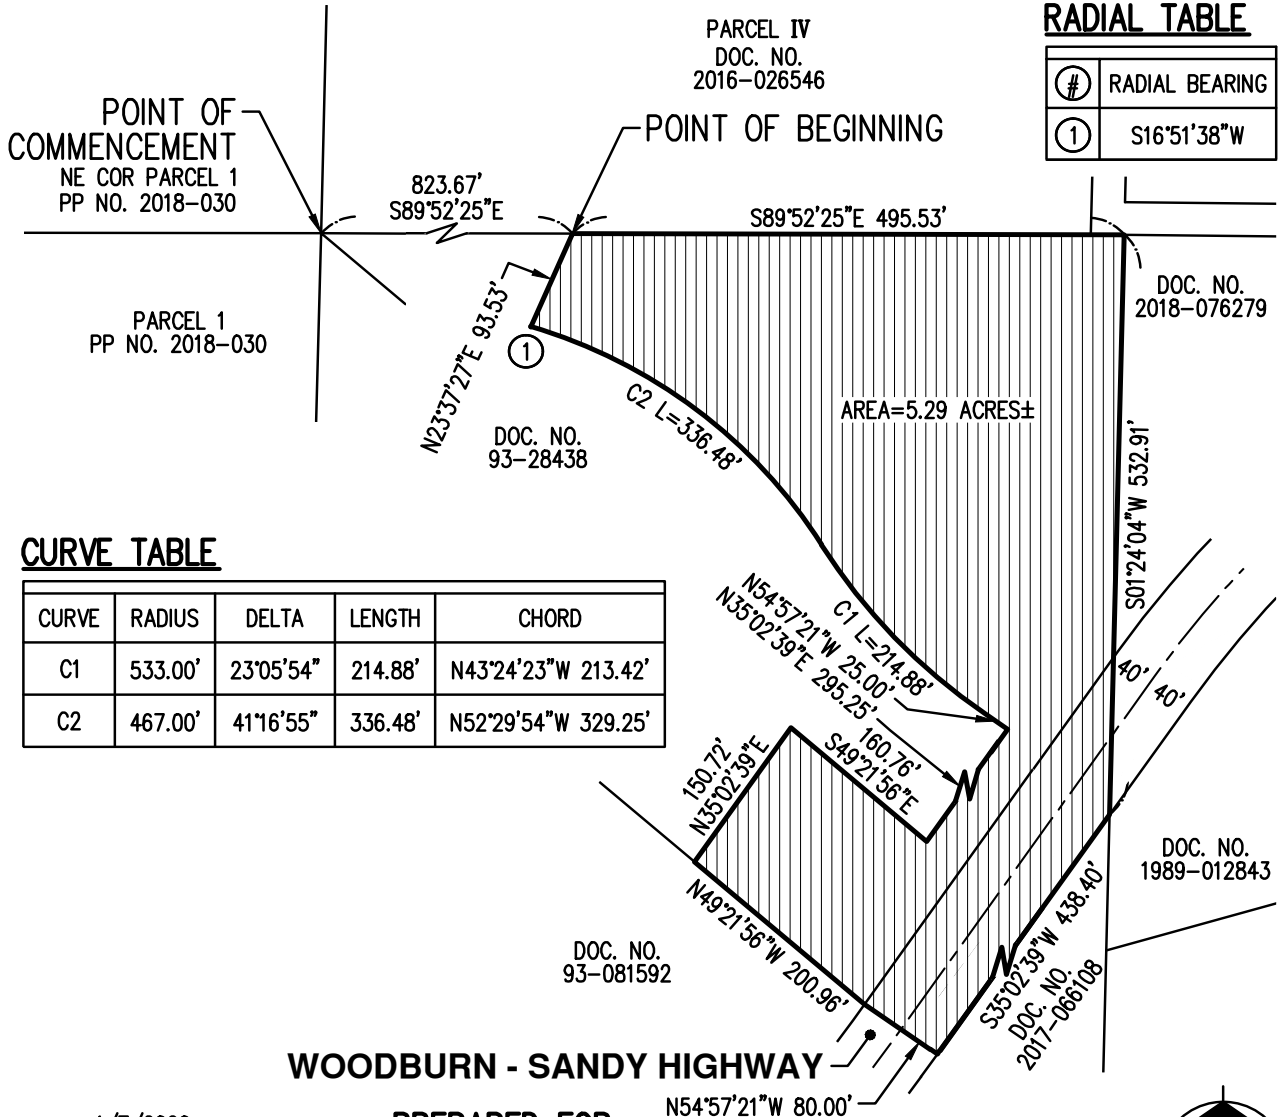 PARCEL IV
DOC. NO.
2016-026546
RADIAL TABLE
# RADIAL BEARING
1 S16°51'38"W
POINT OF
COMMENCEMENT
NE COR PARCEL 1
PP NO. 2018-030
POINT OF BEGINNING
823.67'
S89°52'25"E
S89°52'25"E 495.53'
DOC. NO.
2018-076279
PARCEL 1
PP NO. 2018-030
N23°37'27"E 93.53'
1
C2 L=336.48'
AREA=5.29 ACRES±
DOC. NO.
93-28438
S01°24'04"W 532.91'
CURVE TABLE
CURVE RADIUS DELTA LENGTH CHORD
C1 533.00' 23°05'54" 214.88' N43°24'23"W 213.42'
C2 467.00' 41°16'55" 336.48' N52°29'54"W 329.25'
N54°57'21"W 25.00'
N35°02'39"E 295.25'
C1 L=214.88'
40' 40'
160.76'
S49°21'56"E
150.72'
N35°02'39"E
DOC. NO.
1989-012843
N49°21'56"W 200.96'
S35°02'39"W 438.40'
DOC. NO.
2017-066108
DOC. NO.
93-081592
WOODBURN - SANDY HIGHWAY
N54°57'21"W 80.00'
PREPARED FOR